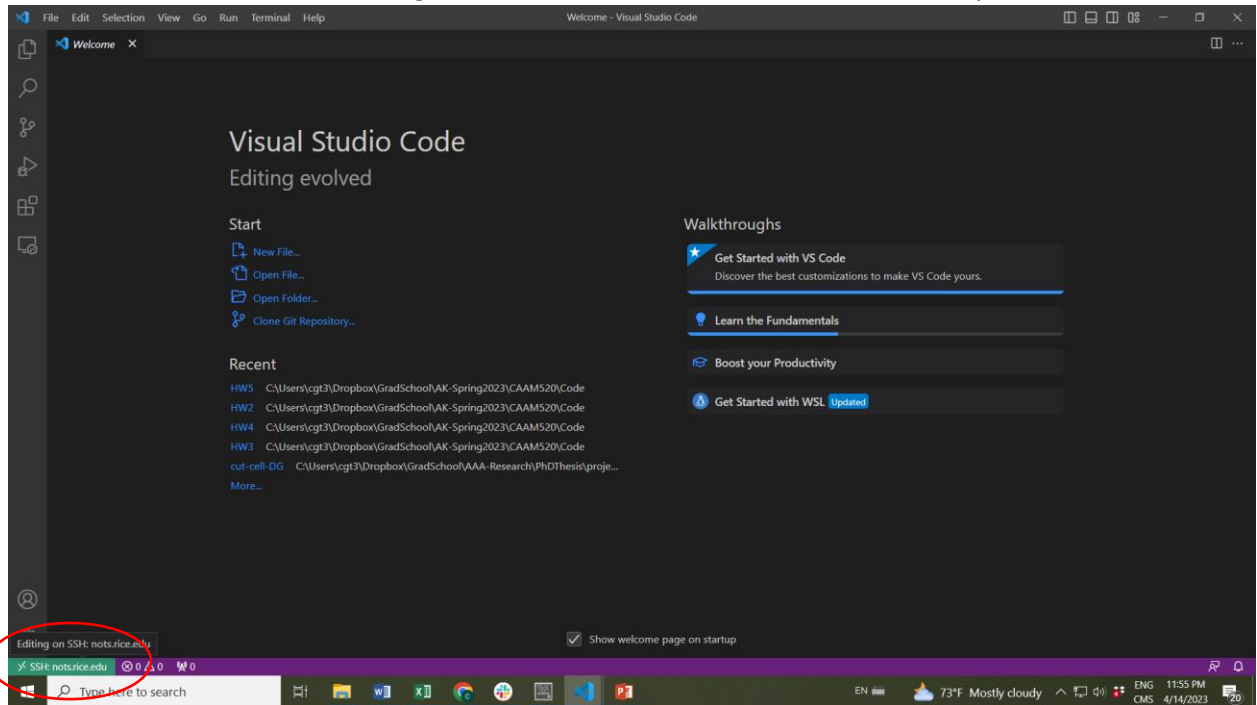 File Edit Selection View Go Run Terminal Help
Welcome - Visual Studio Code
Welcome
Visual Studio Code
Editing evolved
Start
New File...
Open File...
Open Folder...
Clone Git Repository...
Recent
HW5 C:\Users\cgt3\Dropbox\GradSchool\AK-Spring2023\CAAM520\Code
HW2 C:\Users\cgt3\Dropbox\GradSchool\AK-Spring2023\CAAM520\Code
HW4 C:\Users\cgt3\Dropbox\GradSchool\AK-Spring2023\CAAM520\Code
HW3 C:\Users\cgt3\Dropbox\GradSchool\AK-Spring2023\CAAM520\Code
cut-cell-DG C:\Users\cgt3\Dropbox\GradSchool\AAA-Research\PhDThesis\proje...
More...
Walkthroughs
Get Started with VS Code
Discover the best customizations to make VS Code yours.
Learn the Fundamentals
Boost your Productivity
Get Started with WSL Updated
Show welcome page on startup
Editing on SSH: nots.rice.edu
SSH: nots.rice.edu 0 0 0
Type here to search
EN
73°F Mostly cloudy
ENG 11:55 PM
CMS 4/14/2023
20